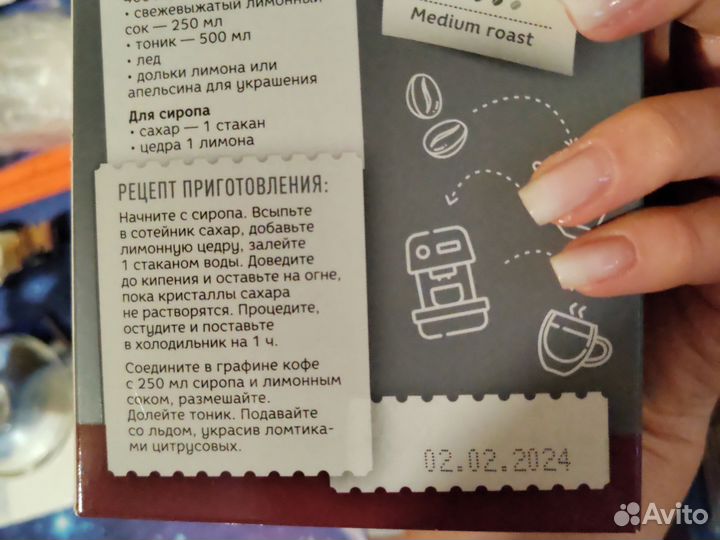 • свежевыжатый лимонный
сок — 250 мл
• тоник — 500 мл
• лед
• дольки лимона или
апельсина для украшения
Для сиропа
• сахар — 1 стакан
• цедра 1 лимона
РЕЦЕПТ ПРИГОТОВЛЕНИЯ:
Начните с сиропа. Всыпьте
в сотейник сахар, добавьте
лимонную цедру, залейте
1 стаканом воды. Доведите
до кипения и оставьте на огне,
пока кристаллы сахара
не растворятся. Процедите,
остудите и поставьте
в холодильник на 1 ч.
Соедините в графине кофе
с 250 мл сиропа и лимонным
соком, размешайте.
Долейте тоник. Подавайте
со льдом, украсив ломтика-
ми цитрусовых.
Medium roast
02.02.2024
Avito